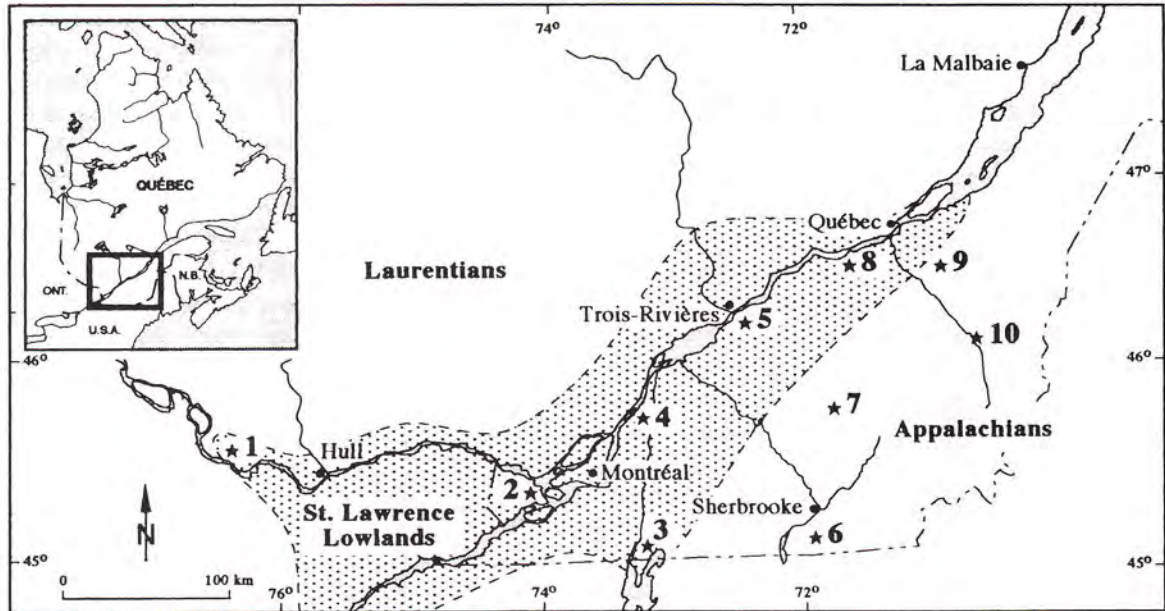 74°
72°
La Malbaie
QUÉBEC
47°
Québec
N.B.
ONT.
U.S.A.
Laurentians
8
9
Trois-Rivières
5
10
46°
46°
4
7
Appalachians
1
Hull
Montréal
2
Sherbrooke
St. Lawrence
Lowlands
N
3
6
45°
45°
0
100 km
76°
74°
72°